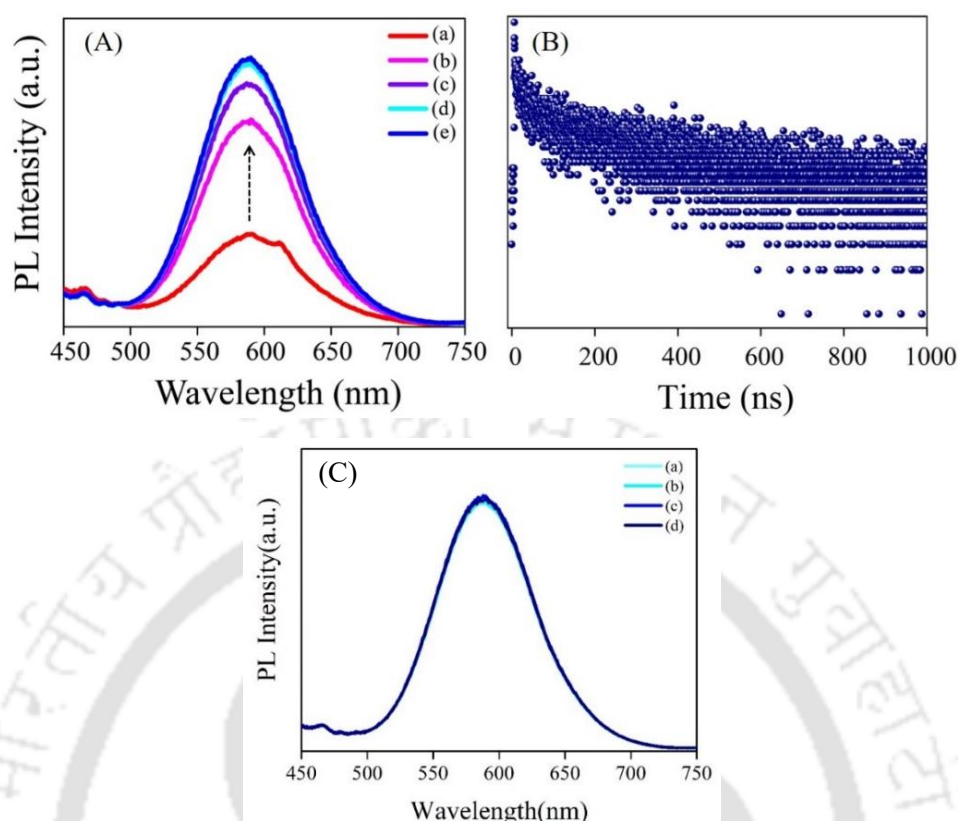 (A)
(a)
(b)
(c)
(d)
(e)
PL Intensity (a.u.)
450 500 550 600 650 700 750
Wavelength (nm)
(B)
0 200 400 600 800 1000
Time (ns)
(C)
(a)
(b)
(c)
(d)
PL Intensity(a.u.)
450 500 550 600 650 700 750
Wavelength(nm)